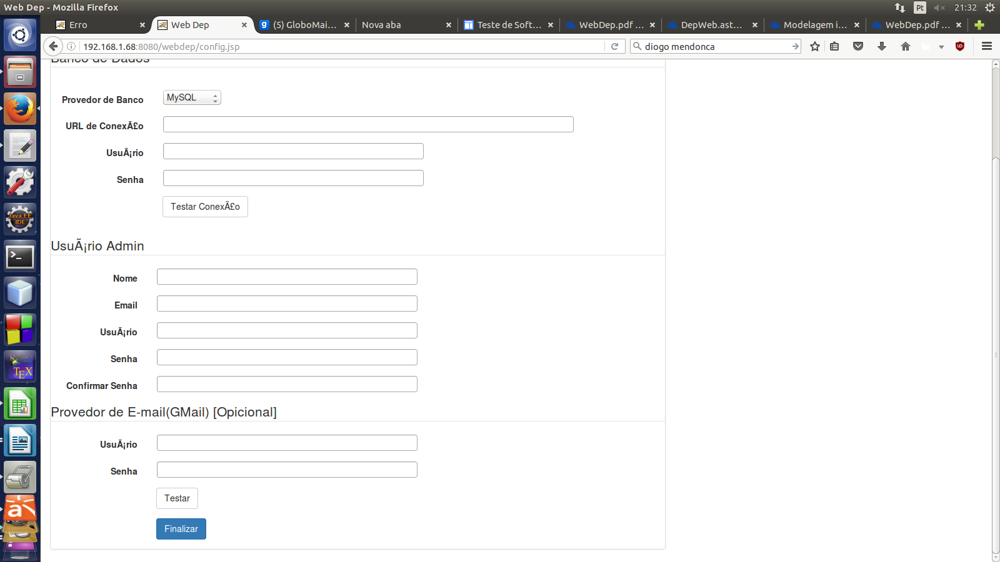 Web Dep - Mozilla Firefox
Pt
21:32
Erro
Web Dep
(5) GloboMai...
Nova aba
Teste de Soft...
WebDep.pdf ...
DepWeb.ast...
Modelagem i...
WebDep.pdf ...
192.168.1.68:8080/webdep/config.jsp
diogo mendonca
Banco de Dados
Provedor de Banco
MySQL
URL de ConexÃ£o
UsuÃ¡rio
Senha
Testar ConexÃ£o
UsuÃ¡rio Admin
Nome
Email
UsuÃ¡rio
Senha
Confirmar Senha
Provedor de E-mail(GMail) [Opicional]
UsuÃ¡rio
Senha
Testar
Finalizar
Java EE
IDE
TEX